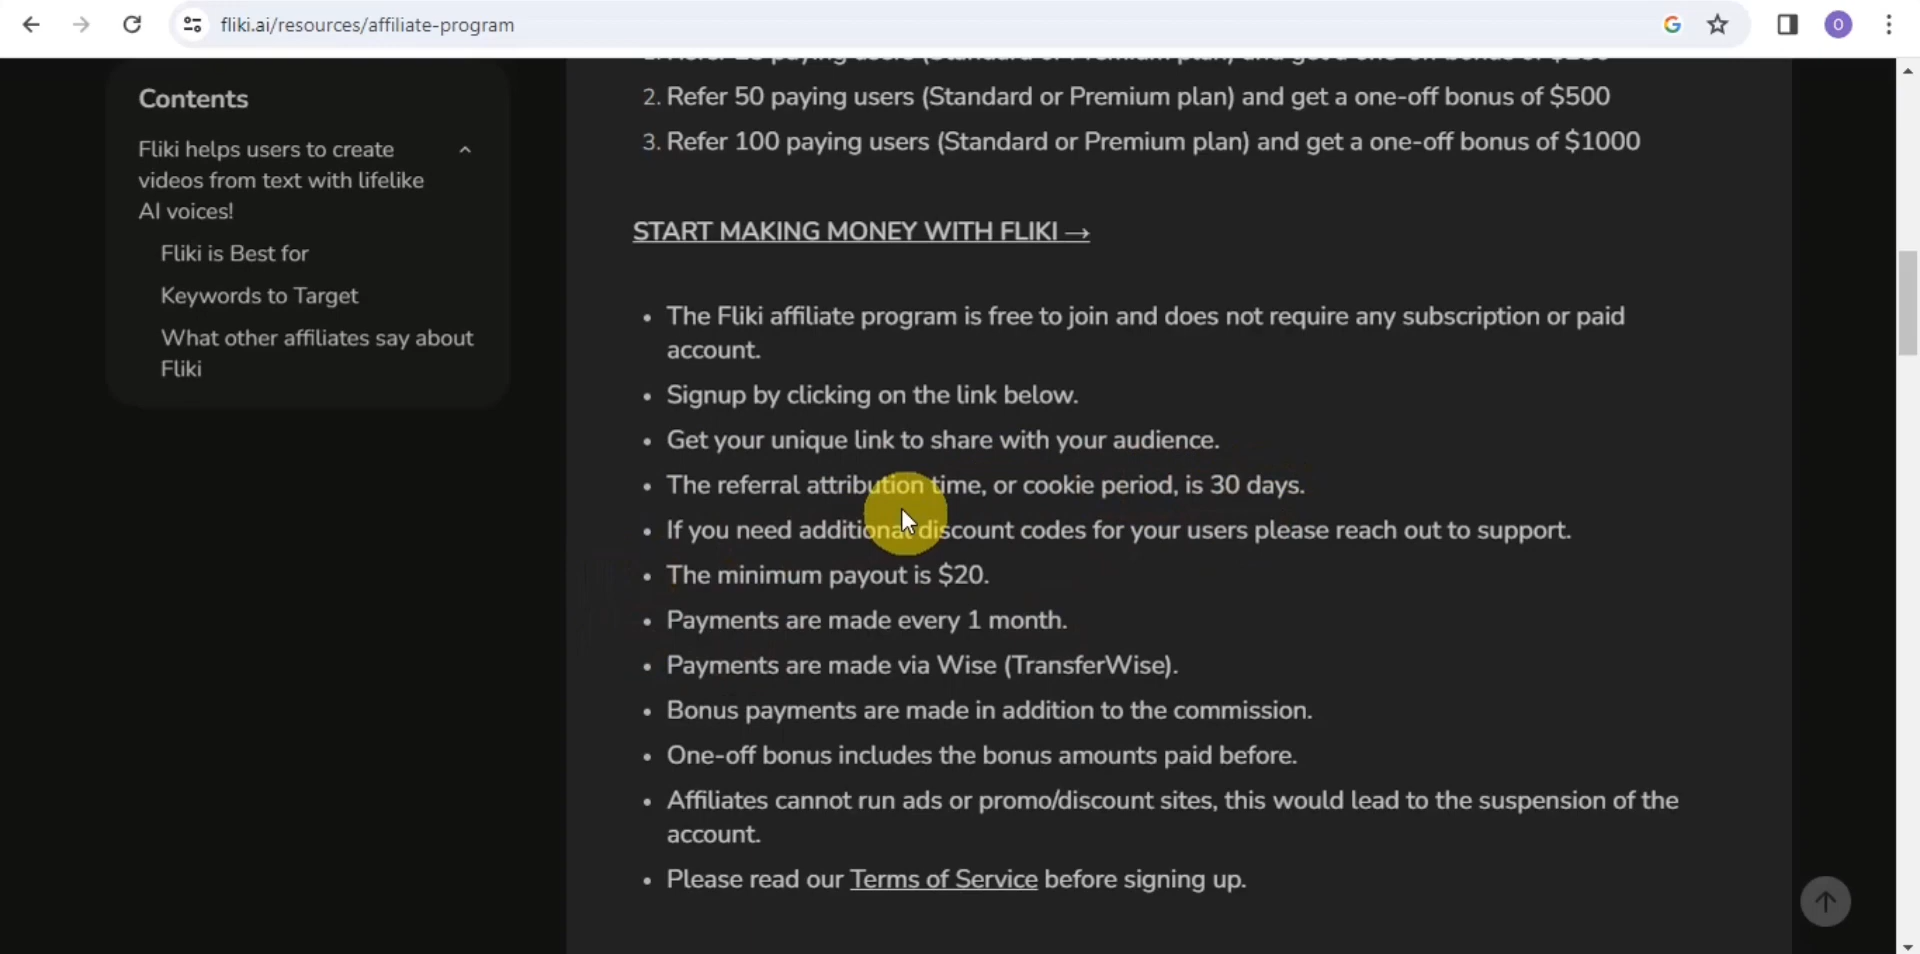 fliki.ai/resources/affiliate-program
O
Contents
Fliki helps users to create
videos from text with lifelike
AI voices!
Fliki is Best for
Keywords to Target
What other affiliates say about
Fliki
2. Refer 50 paying users (Standard or Premium plan) and get a one-off bonus of $500
3. Refer 100 paying users (Standard or Premium plan) and get a one-off bonus of $1000
START MAKING MONEY WITH FLIKI →
• The Fliki affiliate program is free to join and does not require any subscription or paid
account.
• Signup by clicking on the link below.
• Get your unique link to share with your audience.
• The referral attribution time, or cookie period, is 30 days.
• If you need additional discount codes for your users please reach out to support.
• The minimum payout is $20.
• Payments are made every 1 month.
• Payments are made via Wise (TransferWise).
• Bonus payments are made in addition to the commission.
• One-off bonus includes the bonus amounts paid before.
• Affiliates cannot run ads or promo/discount sites, this would lead to the suspension of the
account.
• Please read our Terms of Service before signing up.